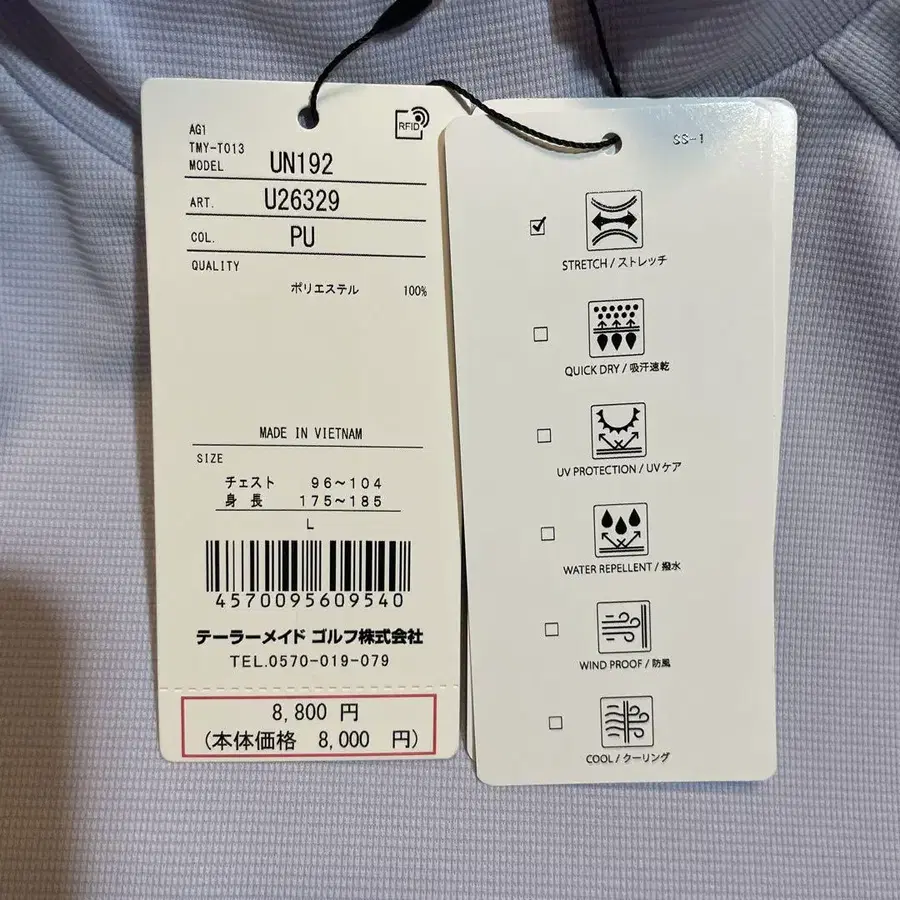 AG1
TMY-T013
MODEL UN192
ART. U26329
COL. PU
QUALITY
ポリエステル 100%
MADE IN VIETNAM
SIZE
チェスト 96～104
身長 175～185
L
4570095609540
テーラーメイド ゴルフ株式会社
TEL.0570-019-079
8,800 円
(本体価格 8,000 円)
RFID
SS-1
STRETCH / ストレッチ
QUICK DRY / 吸汗速乾
UV PROTECTION / UVケア
WATER REPELLENT / 撥水
WIND PROOF / 防風
COOL / クーリング